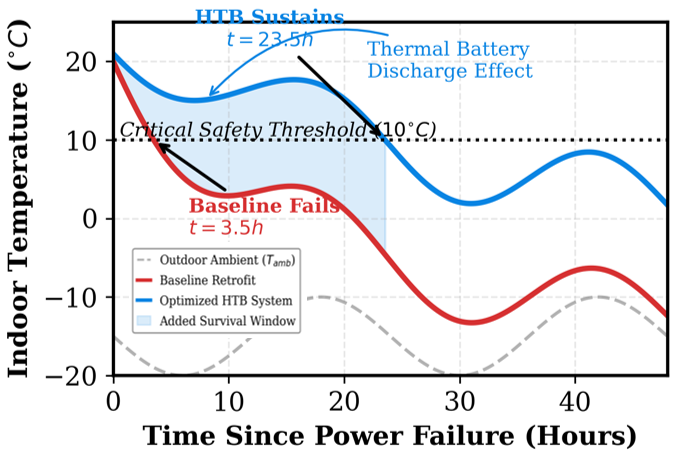 HTB Sustains
t = 23.5h
Thermal Battery
Discharge Effect
Critical Safety Threshold (10°C)
Baseline Fails
t = 3.5h
Outdoor Ambient (Tamb)
Baseline Retrofit
Optimized HTB System
Added Survival Window
Indoor Temperature (°C)
20
10
0
−10
−20
0 10 20 30 40
Time Since Power Failure (Hours)